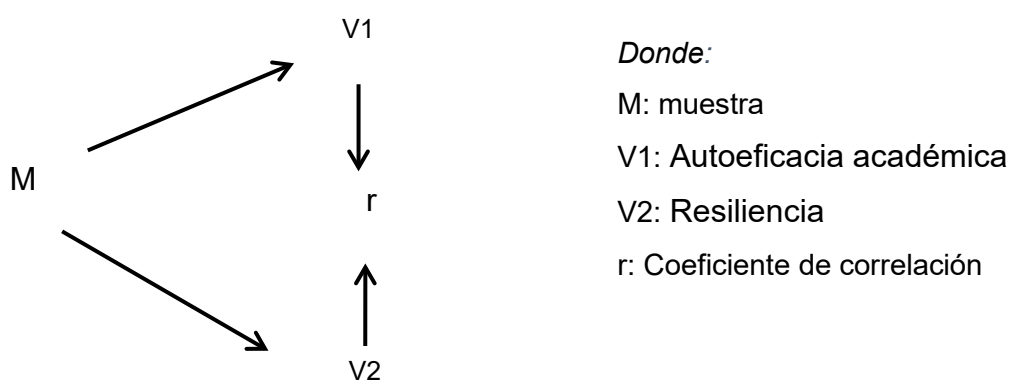 V1
M
r
V2
Donde:
M: muestra
V1: Autoeficacia académica
V2: Resiliencia
r: Coeficiente de correlación